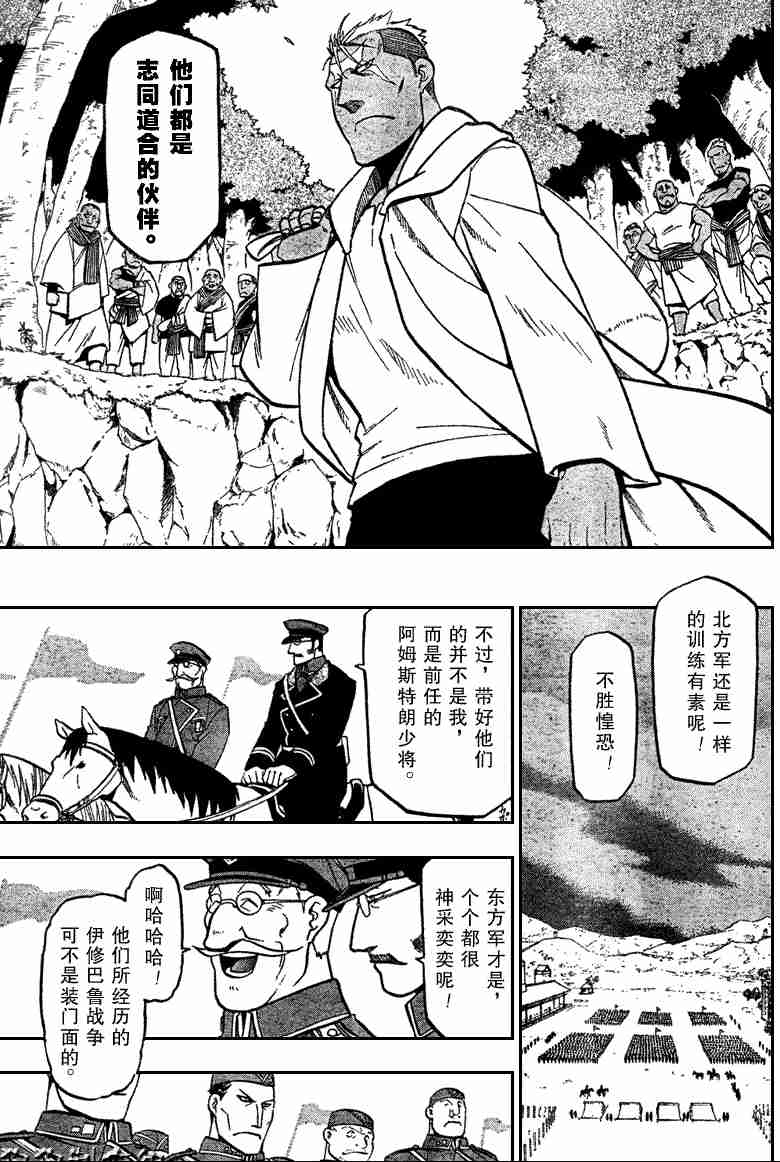 他们都是
志同道合的伙伴。
北方军还是一样
的训练有素呢！
不胜惶恐！
不过，带好他们
的并不是我，
而是前任的
阿姆斯特朗少将。
东方军才是，
个个都很
神采奕奕呢！
啊哈哈哈！
他们所经历的
伊修巴鲁战争
可不是装门面的。